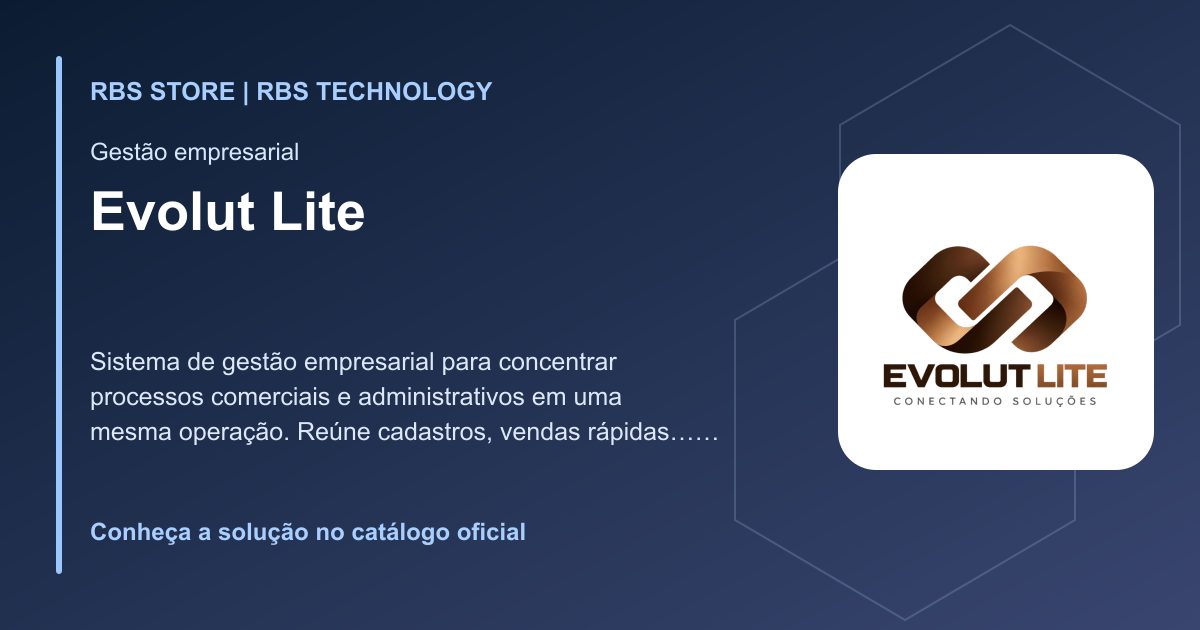 RBS STORE | RBS TECHNOLOGY
Gestão empresarial
Evolut Lite
Sistema de gestão empresarial para concentrar
processos comerciais e administrativos em uma
mesma operação. Reúne cadastros, vendas rápidas……
Conheça a solução no catálogo oficial
EVOLUT LITE
CONECTANDO SOLUÇÕES